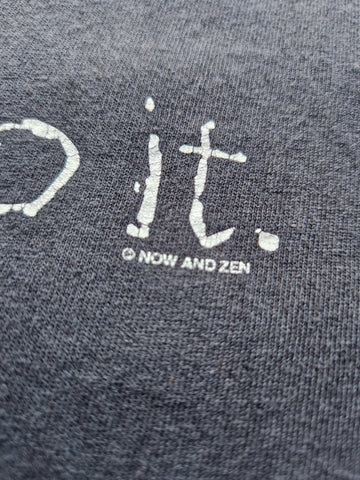 o it.
© NOW AND ZEN